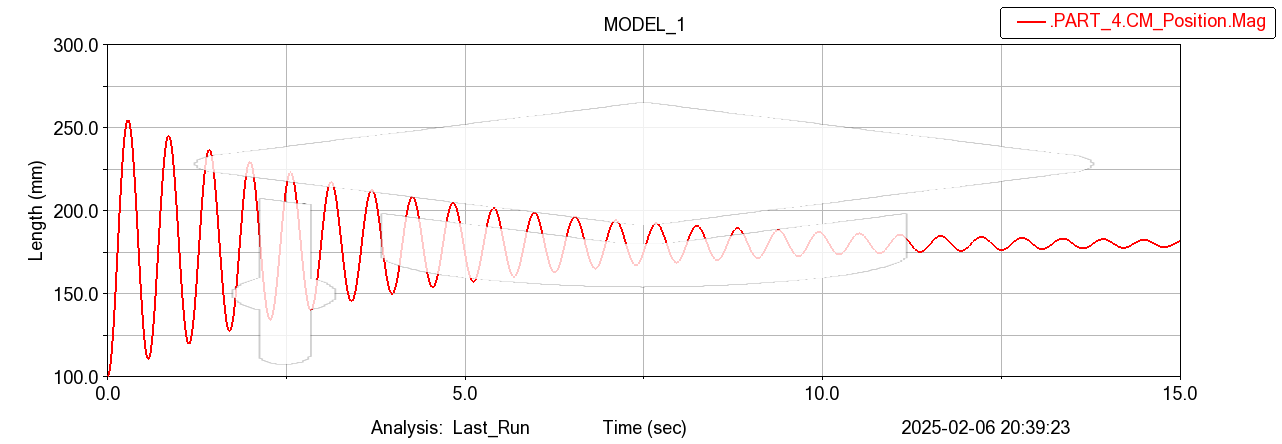 MODEL_1
.PART_4.CM_Position.Mag
300.0
250.0
200.0
150.0
100.0
Length (mm)
0.0 5.0 10.0 15.0
Analysis: Last_Run Time (sec) 2025-02-06 20:39:23